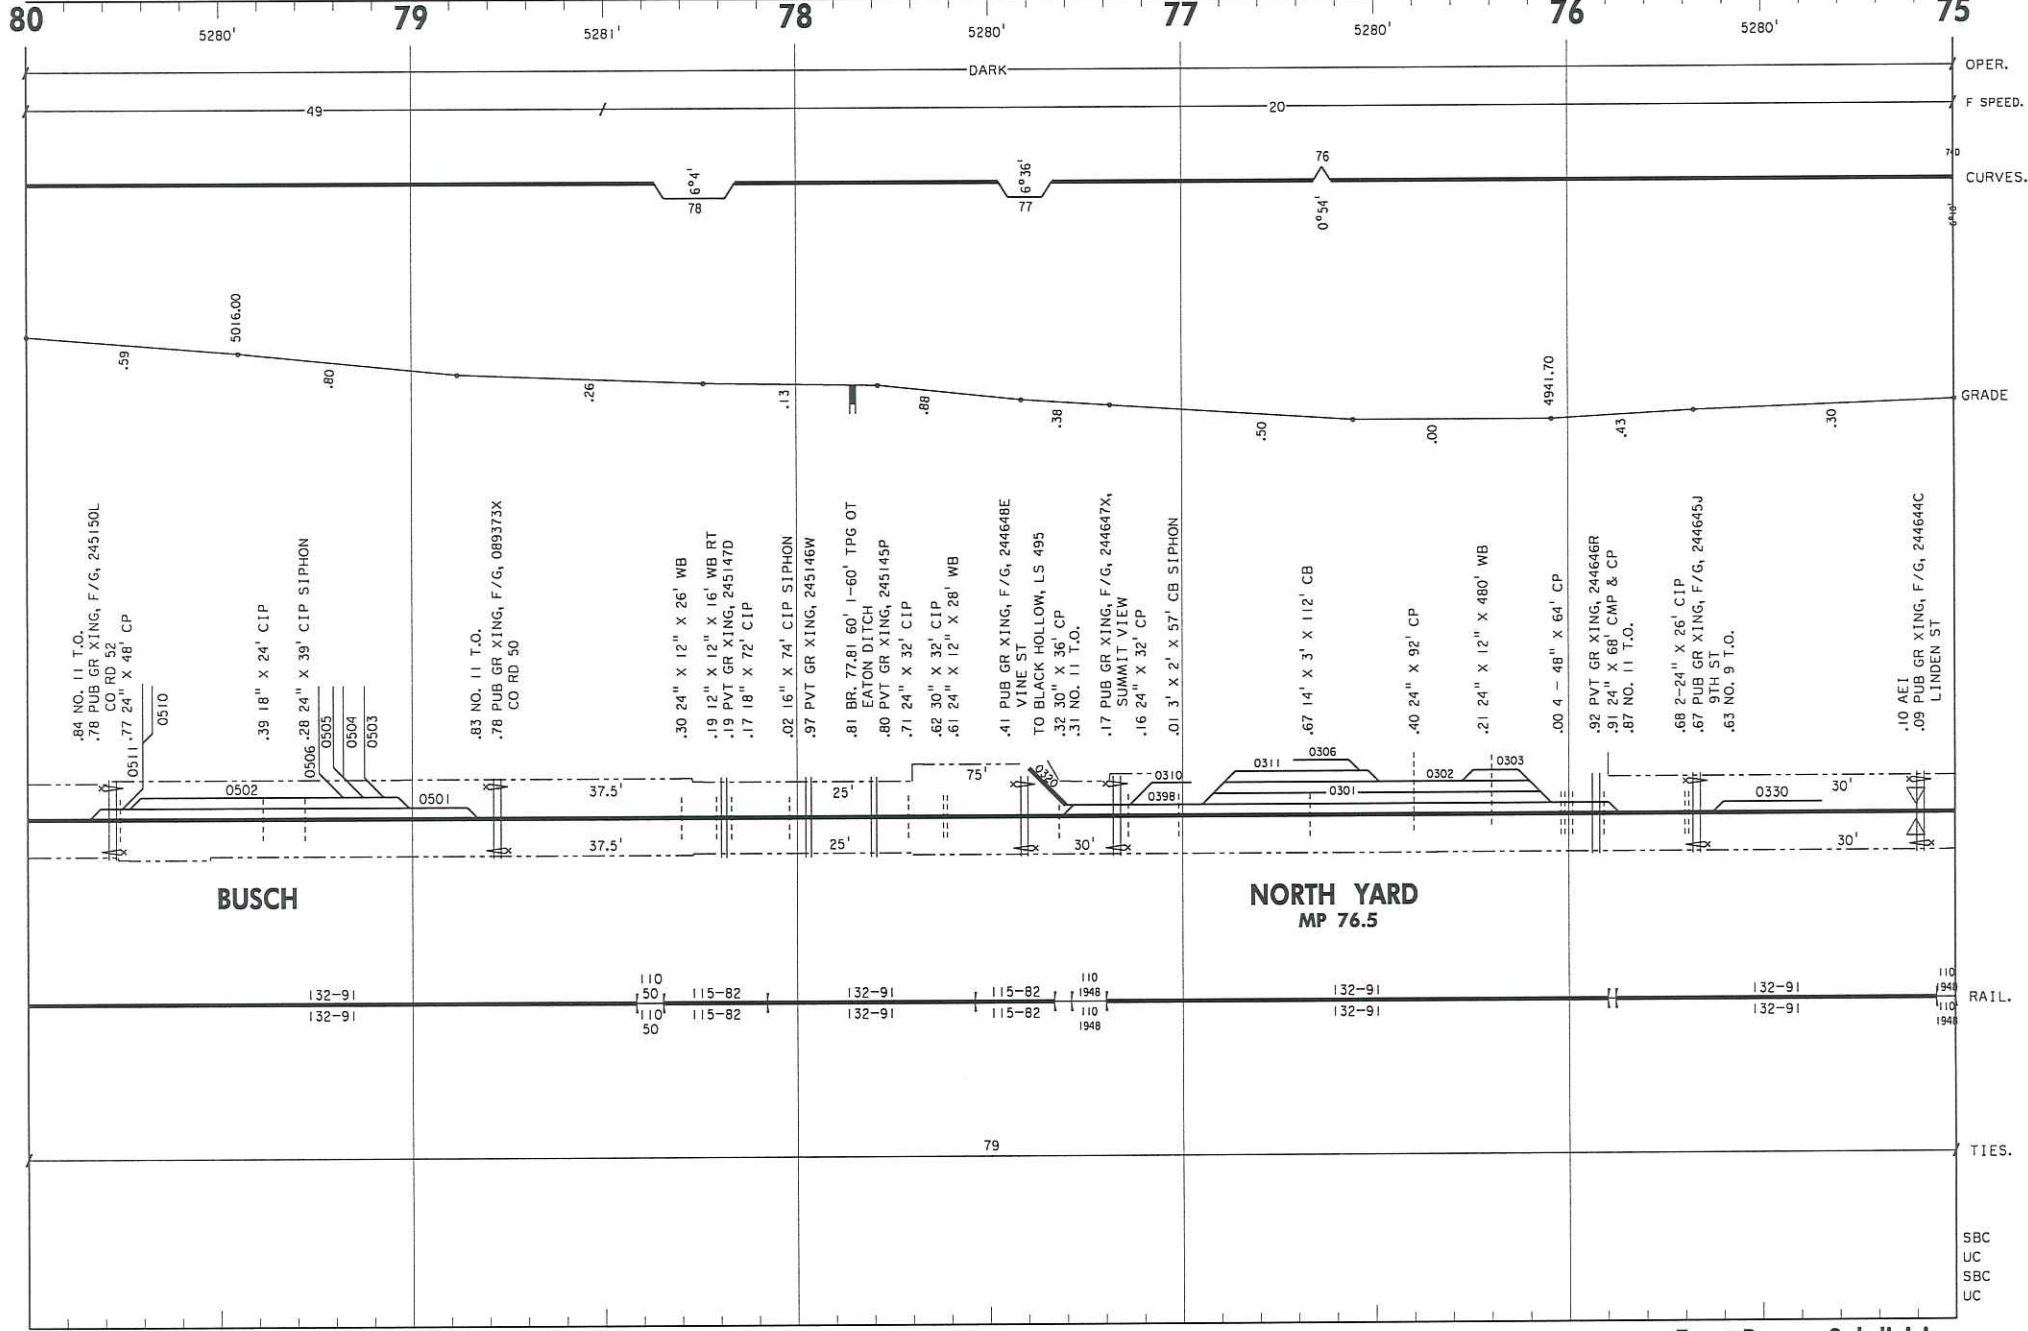 80 79 78 77 76 75
5280' 5281' 5280' 5280' 5280'
DARK OPER.
49 20 F SPEED.
76
6°4' 6°36'
CURVES.
78 77
0°54'
5016.00
4941.70
GRADE
.59 .80 .26 .13 .88 .38 .50 .00 .43 .30
.84 NO. 11 T.O.
.78 PUB GR XING, F/G, 245150L
CO RD 52
.77 24" X 48' CP
.39 18" X 24' CIP
.28 24" X 39' CIP SIPHON
.83 NO. 11 T.O.
.78 PUB GR XING, F/G, 089373X
CO RD 50
.30 24" X 12" X 26' WB
.19 12" X 12" X 16' WB RT
.19 PVT GR XING, 245147D
.17 18" X 72' CIP
.02 16" X 74' CIP SIPHON
.97 PVT GR XING, 245146W
.81 BR. 77.81 60' 1-60' TPG OT
EATON DITCH
.80 PVT GR XING, 245145P
.71 24" X 32' CIP
.62 30" X 32' CIP
.61 24" X 12" X 28' WB
.41 PUB GR XING, F/G, 244648E
VINE ST
TO BLACK HOLLOW, LS 495
.32 30" X 36' CP
.31 NO. 11 T.O.
.17 PUB GR XING, F/G, 244647X,
SUMMIT VIEW
.16 24" X 32' CP
.01 3' X 2' X 57' CB SIPHON
.67 14' X 3' X 112' CB
.40 24" X 92' CP
.21 24" X 12" X 480' WB
.00 4 - 48" X 64' CP
.92 PVT GR XING, 244646R
.91 24" X 68' CMP & CP
.87 NO. 11 T.O.
.68 2-24" X 26' CIP
.67 PUB GR XING, F/G, 244645J
9TH ST
.63 NO. 9 T.O.
.10 AEI
.09 PUB GR XING, F/G, 244644C
LINDEN ST
0511 0510 0506 0505 0504 0503
0502 0501
37.5' 25' 75'
0320 0310 0398
0311 0306 0301 0302 0303
0330 30'
37.5' 25' 30' 30'
BUSCH
NORTH YARD
MP 76.5
110 110 110
132-91 50 115-82 132-91 115-82 1948 132-91 132-91 1948
RAIL.
132-91 110 115-82 132-91 115-82 110 132-91 132-91 110
50 1948 1948
79
TIES.
SBC
UC
SBC
UC